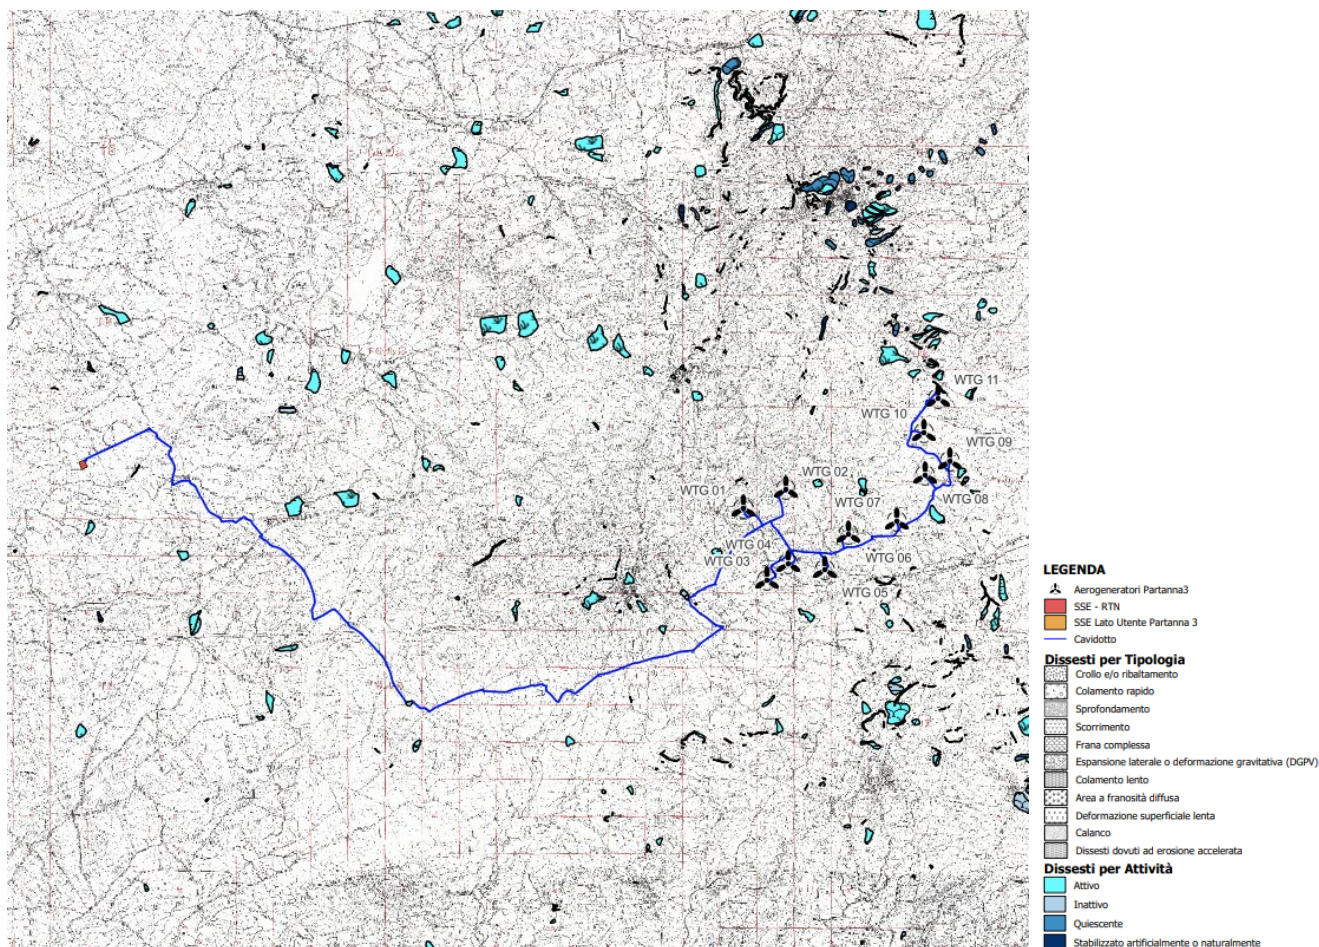 WTG 11
WTG 10
WTG 09
WTG 02
WTG 01
WTG 07
WTG 08
WTG 04
WTG 03
WTG 06
WTG 05
LEGENDA
Aerogeneratori Partanna3
SSE - RTN
SSE Lato Utente Partanna 3
Cavidotto
Dissesti per Tipologia
Crollo e/o ribaltamento
Colamento rapido
Sprofondamento
Scorrimento
Frana complessa
Espansione laterale o deformazione gravitativa (DGPV)
Colamento lento
Area a franosità diffusa
Deformazione superficiale lenta
Calanco
Dissesti dovuti ad erosione accelerata
Dissesti per Attività
Attivo
Inattivo
Quiescente
Stabilizzato artificialmente o naturalmente